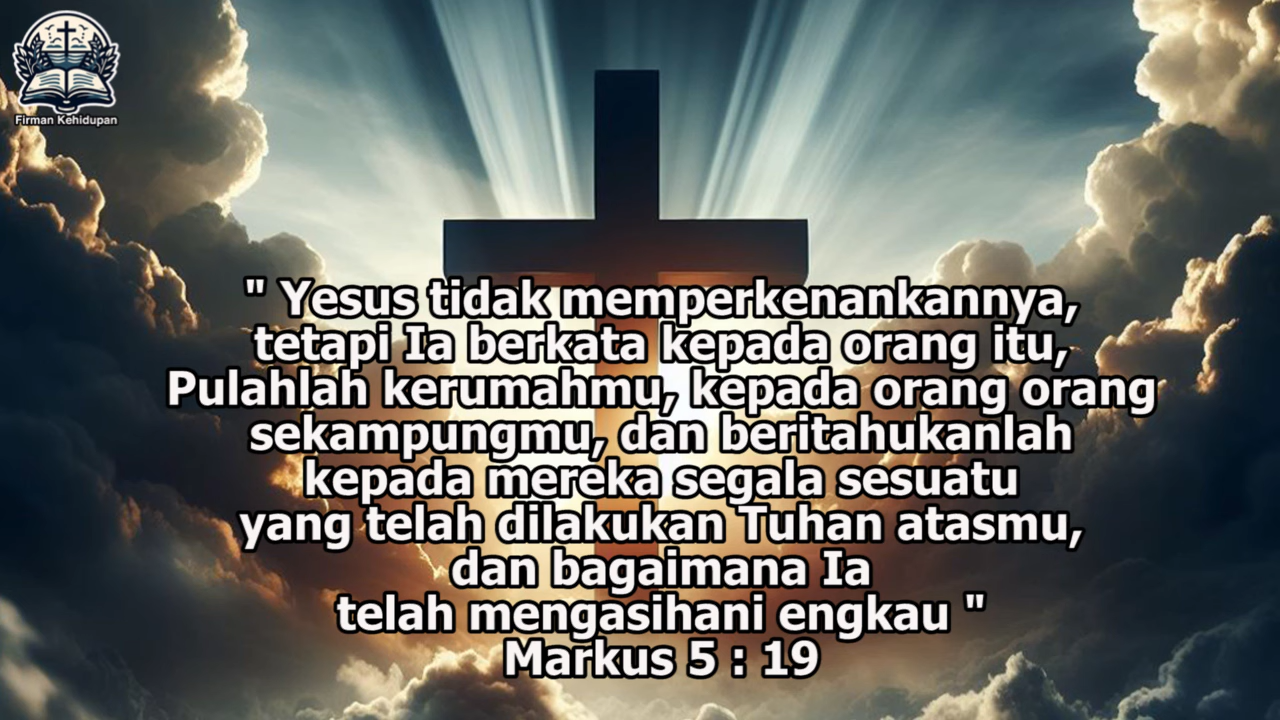 Firman Kehidupan
" Yesus tidak memperkenankannya,
tetapi Ia berkata kepada orang itu,
Pulahlah kerumahmu, kepada orang orang
sekampungmu, dan beritahukanlah
kepada mereka segala sesuatu
yang telah dilakukan Tuhan atasmu,
dan bagaimana Ia
telah mengasihani engkau "
Markus 5 : 19